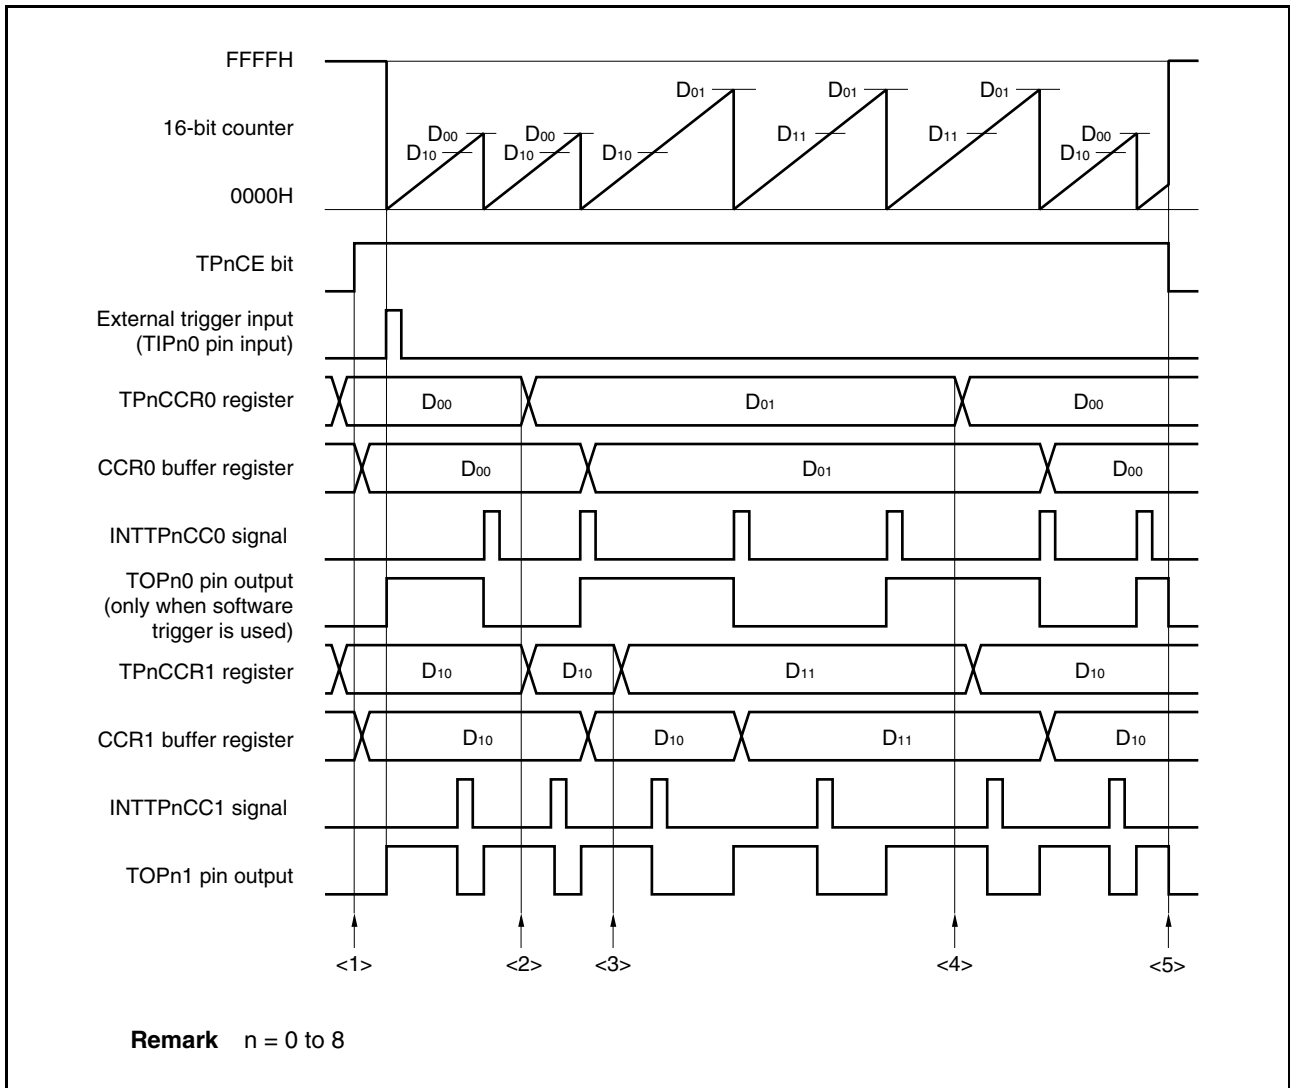 FFFFH
D01 D01 D01
16-bit counter
D00 D00 D11 D11 D00
D10 D10 D10 D10
0000H
TPnCE bit
External trigger input
(TIPn0 pin input)
TPnCCR0 register D00 D01 D00
CCR0 buffer register D00 D01 D00
INTTPnCC0 signal
TOPn0 pin output
(only when software
trigger is used)
TPnCCR1 register D10 D10 D11 D10
CCR1 buffer register D10 D10 D11 D10
INTTPnCC1 signal
TOPn1 pin output
<1> <2> <3> <4> <5>
Remark n = 0 to 8